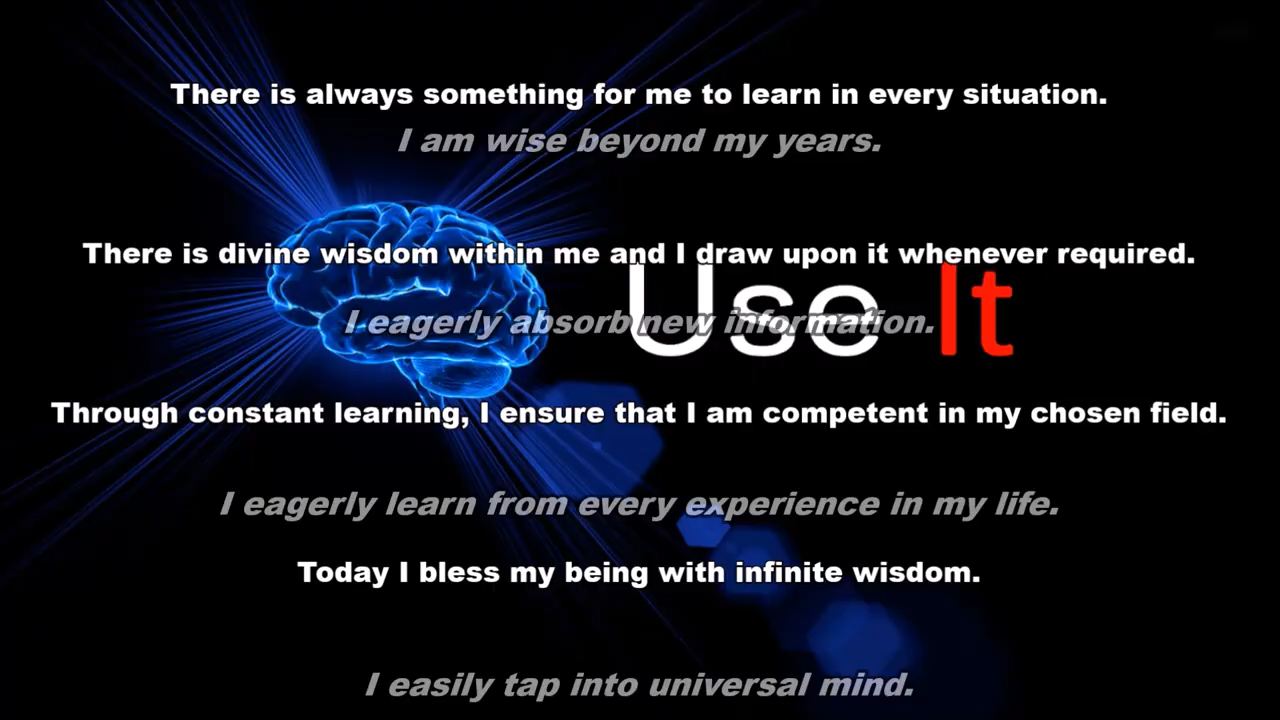 There is always something for me to learn in every situation.
I am wise beyond my years.
There is divine wisdom within me and I draw upon it whenever required.
Use It
I eagerly absorb new information.
Through constant learning, I ensure that I am competent in my chosen field.
I eagerly learn from every experience in my life.
Today I bless my being with infinite wisdom.
I easily tap into universal mind.